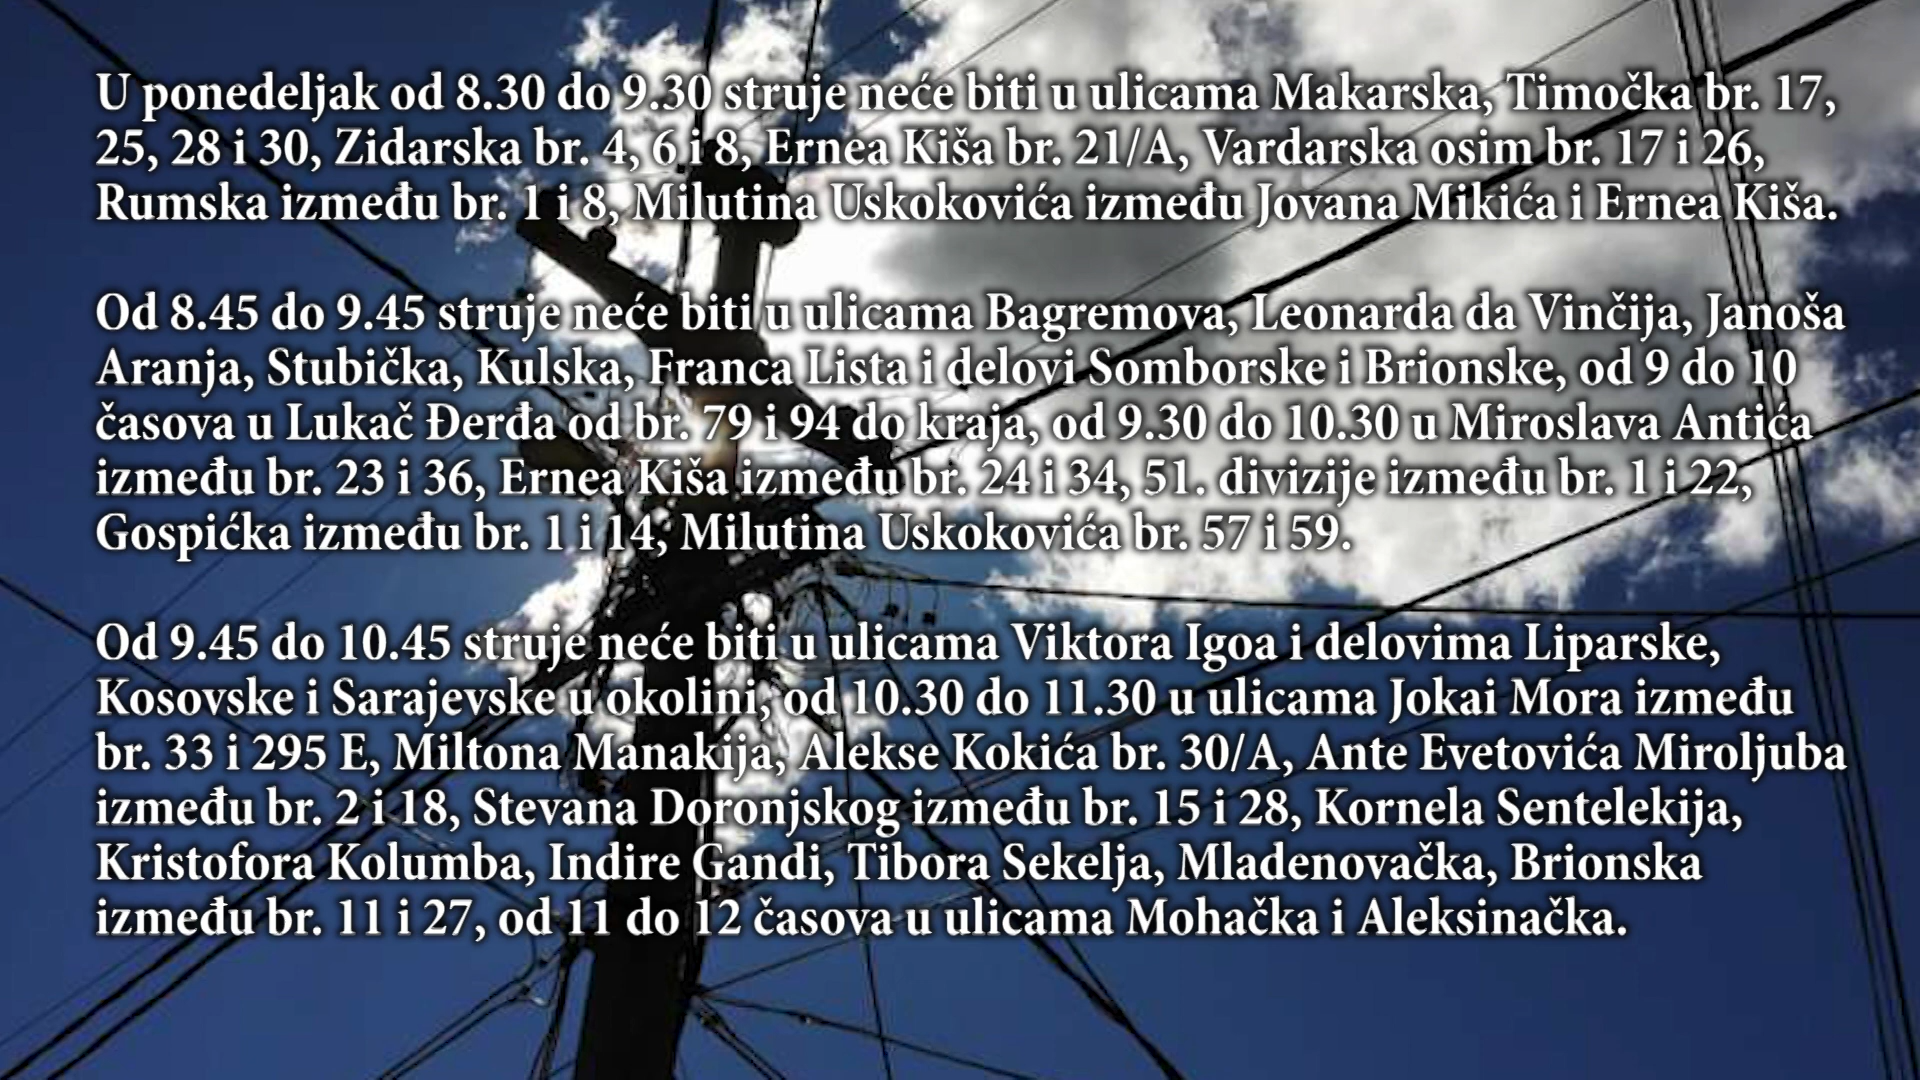 U ponedeljak od 8.30 do 9.30 struje neće biti u ulicama Makarska, Timočka br. 17,
25, 28 i 30, Zidarska br. 4, 6 i 8, Ernea Kiša br. 21/A, Vardarska osim br. 17 i 26,
Rumska između br. 1 i 8, Milutina Uskokovića između Jovana Mikića i Ernea Kiša.
Od 8.45 do 9.45 struje neće biti u ulicama Bagremova, Leonarda da Vinčija, Janoša
Aranja, Stubička, Kulska, Franca Lista i delovi Somborske i Brionske, od 9 do 10
časova u Lukač Đerđa od br. 79 i 94 do kraja, od 9.30 do 10.30 u Miroslava Antića
između br. 23 i 36, Ernea Kiša između br. 24 i 34, 51. divizije između br. 1 i 22,
Gospićka između br. 1 i 14, Milutina Uskokovića br. 57 i 59.
Od 9.45 do 10.45 struje neće biti u ulicama Viktora Igoa i delovima Liparske,
Kosovske i Sarajevske u okolini, od 10.30 do 11.30 u ulicama Jokai Mora između
br. 33 i 295 E, Miltona Manakija, Alekse Kokića br. 30/A, Ante Evetovića Miroljuba
između br. 2 i 18, Stevana Doronjskog između br. 15 i 28, Kornela Sentelekija,
Kristofora Kolumba, Indire Gandi, Tibora Sekelja, Mladenovačka, Brionska
između br. 11 i 27, od 11 do 12 časova u ulicama Mohačka i Aleksinačka.